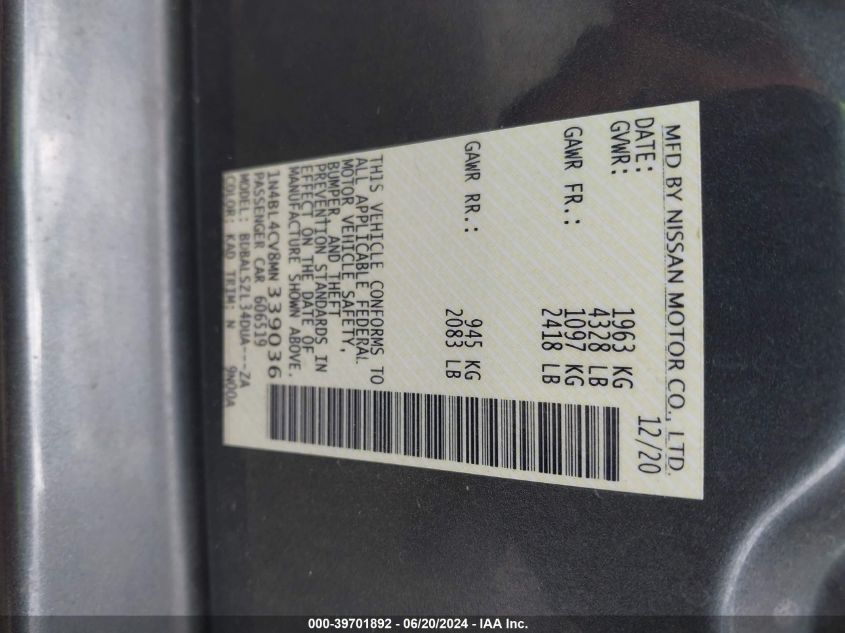 MFD BY NISSAN MOTOR CO., LTD.
DATE: 12/20
GVWR: 1963 KG
4328 LB
GAWR FR.: 1097 KG
2418 LB
GAWR RR.: 945 KG
2083 LB
THIS VEHICLE CONFORMS TO
ALL APPLICABLE FEDERAL
MOTOR VEHICLE SAFETY,
BUMPER, AND THEFT
PREVENTION STANDARDS IN
EFFECT ON THE DATE OF
MANUFACTURE SHOWN ABOVE.
1N4BL4CV8MN339036
PASSENGER CAR 606519
MODEL: BDBALSZL34DUA---ZA
COLOR: KAD TRIM: N 9N00A
000-39701892 - 06/20/2024 - IAA Inc.